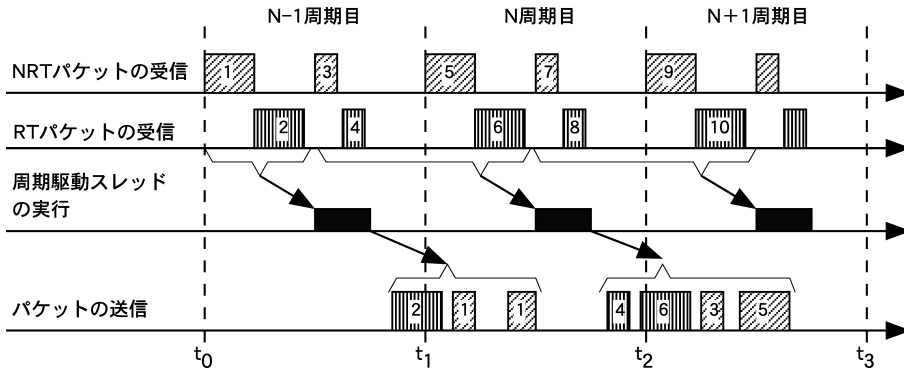 N−1周期目
N周期目
N+1周期目
NRTパケットの受信
1
3
5
7
9
RTパケットの受信
2
4
6
8
10
周期駆動スレッド
の実行
パケットの送信
2
1
1
4
6
3
5
t0
t1
t2
t3